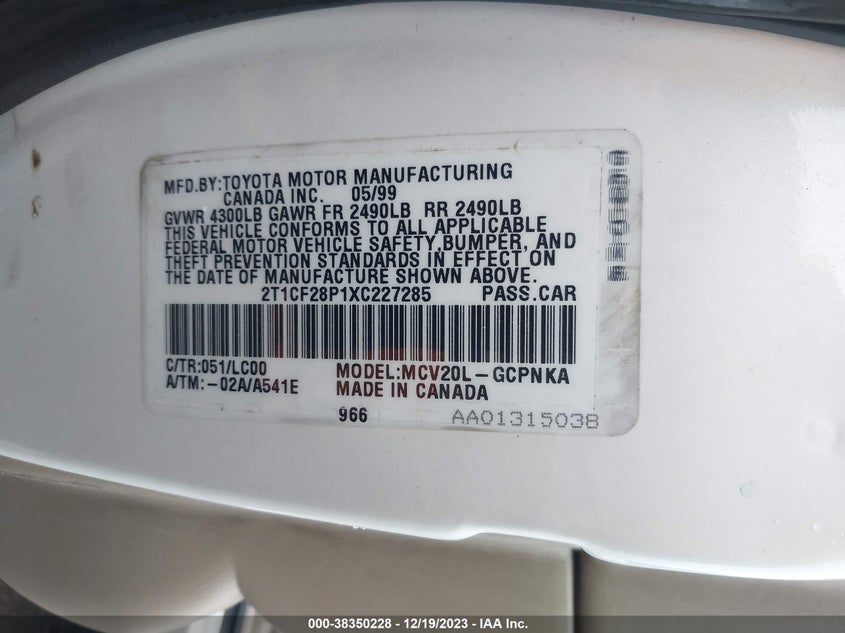 MFD.BY:TOYOTA MOTOR MANUFACTURING
CANADA INC. 05/99
GVWR 4300LB GAWR FR 2490LB RR 2490LB
THIS VEHICLE CONFORMS TO ALL APPLICABLE
FEDERAL MOTOR VEHICLE SAFETY,BUMPER, AND
THEFT PREVENTION STANDARDS IN EFFECT ON
THE DATE OF MANUFACTURE SHOWN ABOVE.
2T1CF28P1XC227285 PASS.CAR
C/TR:051/LC00 MODEL:MCV20L-GCPNKA
A/TM:-02A/A541E MADE IN CANADA
966 AA01315038
000-38350228 - 12/19/2023 - IAA Inc.